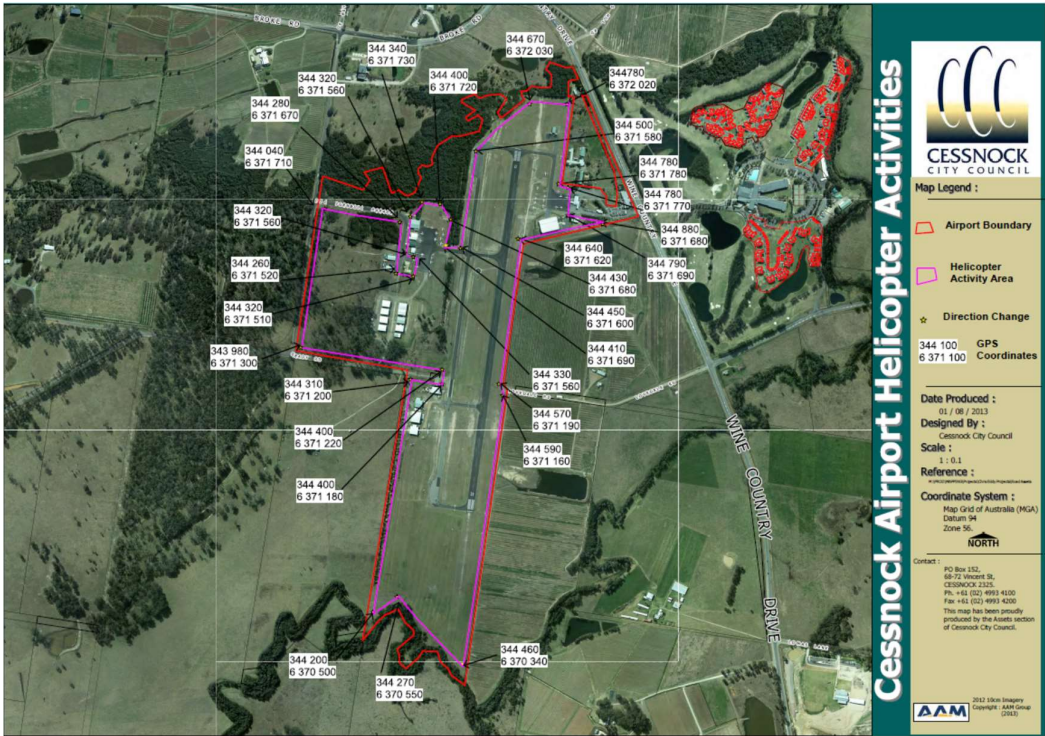 BROKE RD
BROKE RD
344 340
6 371 730
344 670
6 372 030
344 320
6 371 560
344 400
6 371 720
344780
6 372 020
344 280
6 371 670
344 500
6 371 580
344 040
6 371 710
344 780
6 371 780
344 780
6 371 770
344 320
6 371 560
344 880
6 371 680
344 640
6 371 620
344 790
6 371 690
344 260
6 371 520
344 430
6 371 680
344 320
6 371 510
344 450
6 371 600
344 410
6 371 690
343 980
6 371 300
344 330
6 371 560
344 310
6 371 200
344 570
6 371 190
344 400
6 371 220
344 590
6 371 160
344 400
6 371 180
WINE COUNTRY DRIVE
344 200
6 370 500
344 270
6 370 550
344 460
6 370 340
Cessnock Airport Helicopter Activities
CESSNOCK
CITY COUNCIL
Map Legend :
Airport Boundary
Helicopter
Activity Area
Direction Change
344 100
6 371 100
GPS
Coordinates
Date Produced :
01 / 08 / 2013
Designed By :
Cessnock City Council
Scale :
1 : 0.1
Reference :
Coordinate System :
Map Grid of Australia (MGA)
Datum 94
Zone 56.
NORTH
Contact :
PO Box 152,
68-72 Vincent St,
CESSNOCK 2325.
Ph. +61 (02) 4993 4100
Fax +61 (02) 4993 4200
This map has been proudly
produced by the Assets section
of Cessnock City Council.
AAM
2012 10cm Imagery
Copyright : AAM Group
(2013)